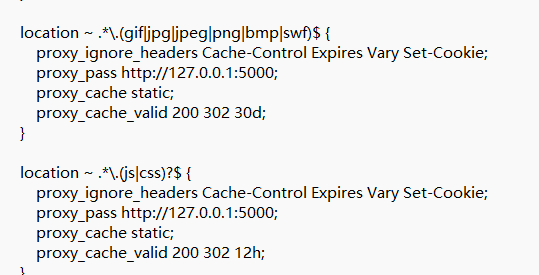 location ~ .*\.(gif|jpg|jpeg|png|bmp|swf)$ {
proxy_ignore_headers Cache-Control Expires Vary Set-Cookie;
proxy_pass http://127.0.0.1:5000;
proxy_cache static;
proxy_cache_valid 200 302 30d;
}
location ~ .*\.(js|css)?$ {
proxy_ignore_headers Cache-Control Expires Vary Set-Cookie;
proxy_pass http://127.0.0.1:5000;
proxy_cache static;
proxy_cache_valid 200 302 12h;
}